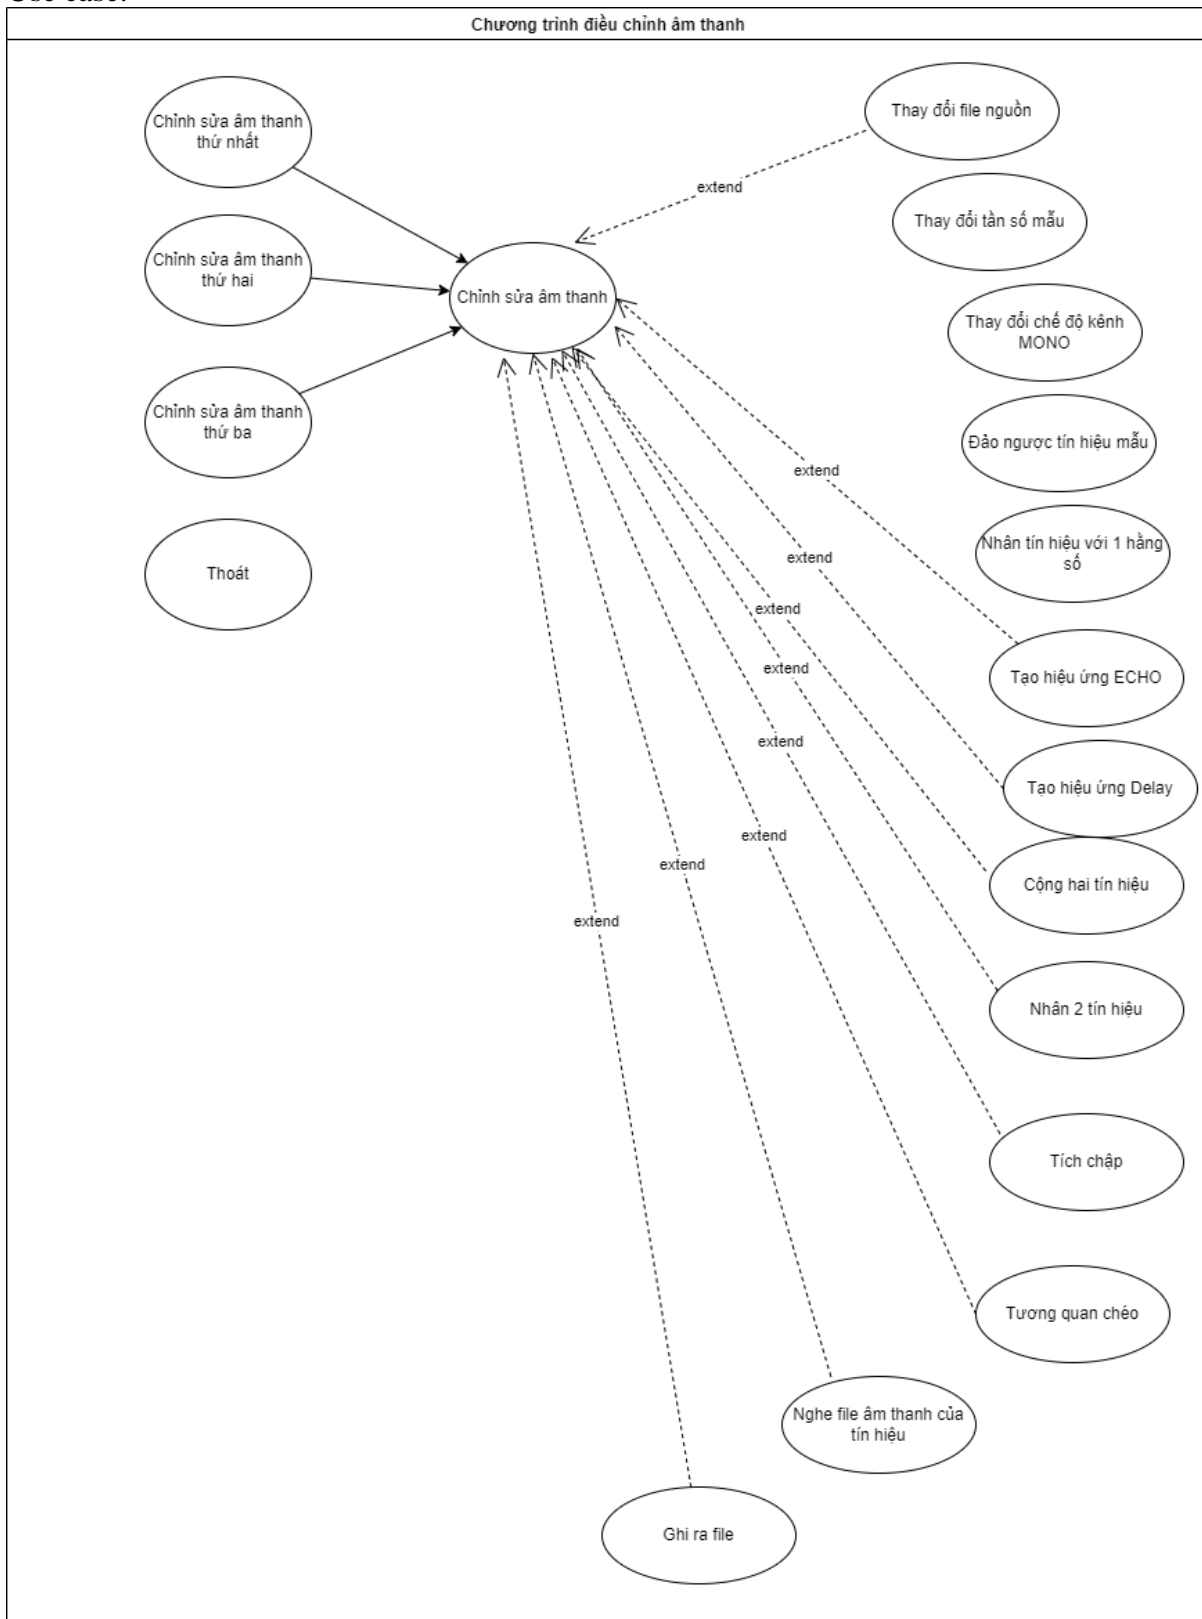 Use case:
Chương trình điều chỉnh âm thanh
Chỉnh sửa âm thanh
thứ nhất
Thay đổi file nguồn
extend
Thay đổi tần số mẫu
Chỉnh sửa âm thanh
thứ hai
Chỉnh sửa âm thanh
Thay đổi chế độ kênh
MONO
Chỉnh sửa âm thanh
thứ ba
Đảo ngược tín hiệu mẫu
extend
Nhân tín hiệu với 1 hằng
số
extend
Thoát
extend
extend
Tạo hiệu ứng ECHO
extend
Tạo hiệu ứng Delay
extend
extend
Cộng hai tín hiệu
extend
Nhân 2 tín hiệu
Tích chập
Tương quan chéo
Nghe file âm thanh của
tín hiệu
Ghi ra file